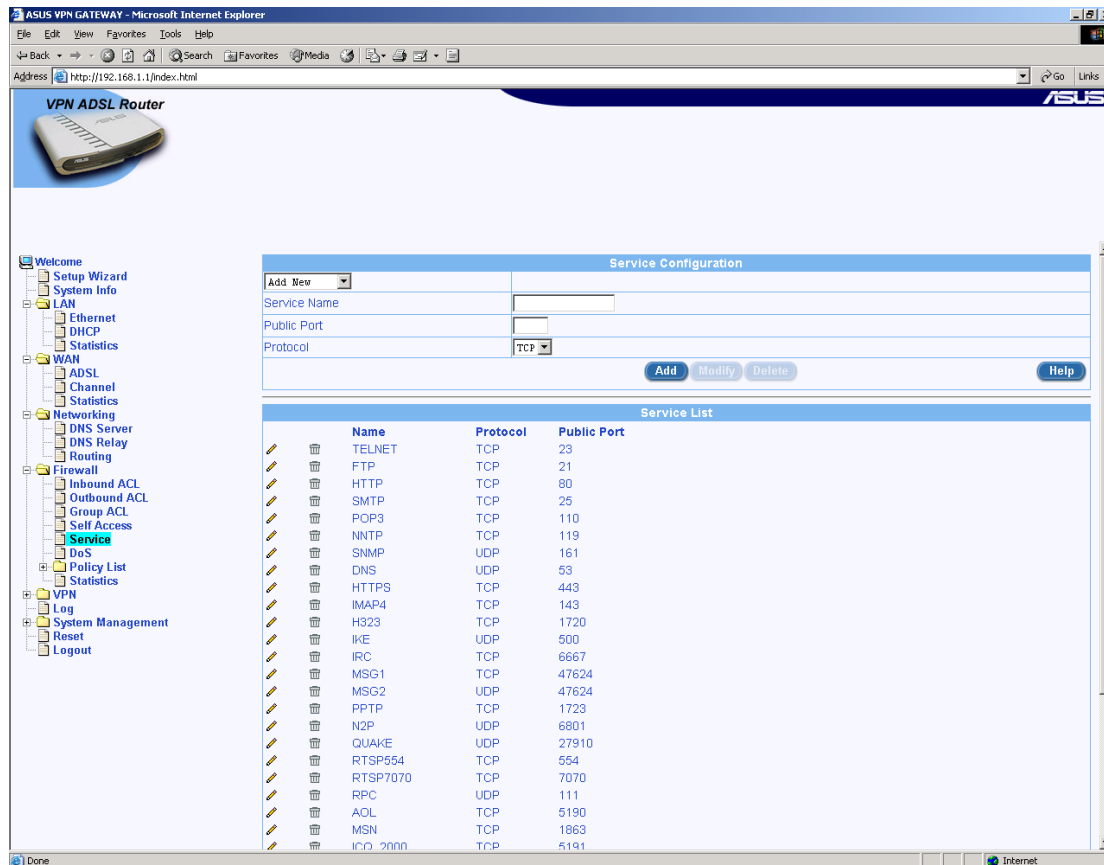 ASUS VPN GATEWAY - Microsoft Internet Explorer
File Edit View Favorites Tools Help
Back Search Favorites Media
Address http://192.168.1.1/index.html Go Links
VPN ADSL Router
ASUS
Welcome
Setup Wizard
System Info
LAN
Ethernet
DHCP
Statistics
WAN
ADSL
Channel
Statistics
Networking
DNS Server
DNS Relay
Routing
Firewall
Inbound ACL
Outbound ACL
Group ACL
Self Access
Service
DoS
Policy List
Statistics
VPN
Log
System Management
Reset
Logout
Service Configuration
Add New
Service Name
Public Port
Protocol TCP
Add Modify Delete Help
Service List
Name Protocol Public Port
TELNET TCP 23
FTP TCP 21
HTTP TCP 80
SMTP TCP 25
POP3 TCP 110
NNTP TCP 119
SNMP UDP 161
DNS UDP 53
HTTPS TCP 443
IMAP4 TCP 143
H323 TCP 1720
IKE UDP 500
IRC TCP 6667
MSG1 TCP 47624
MSG2 UDP 47624
PPTP TCP 1723
N2P UDP 6801
QUAKE UDP 27910
RTSP554 TCP 554
RTSP7070 TCP 7070
RPC UDP 111
AOL TCP 5190
MSN TCP 1863
ICQ_2000 TCP 5191
Done Internet